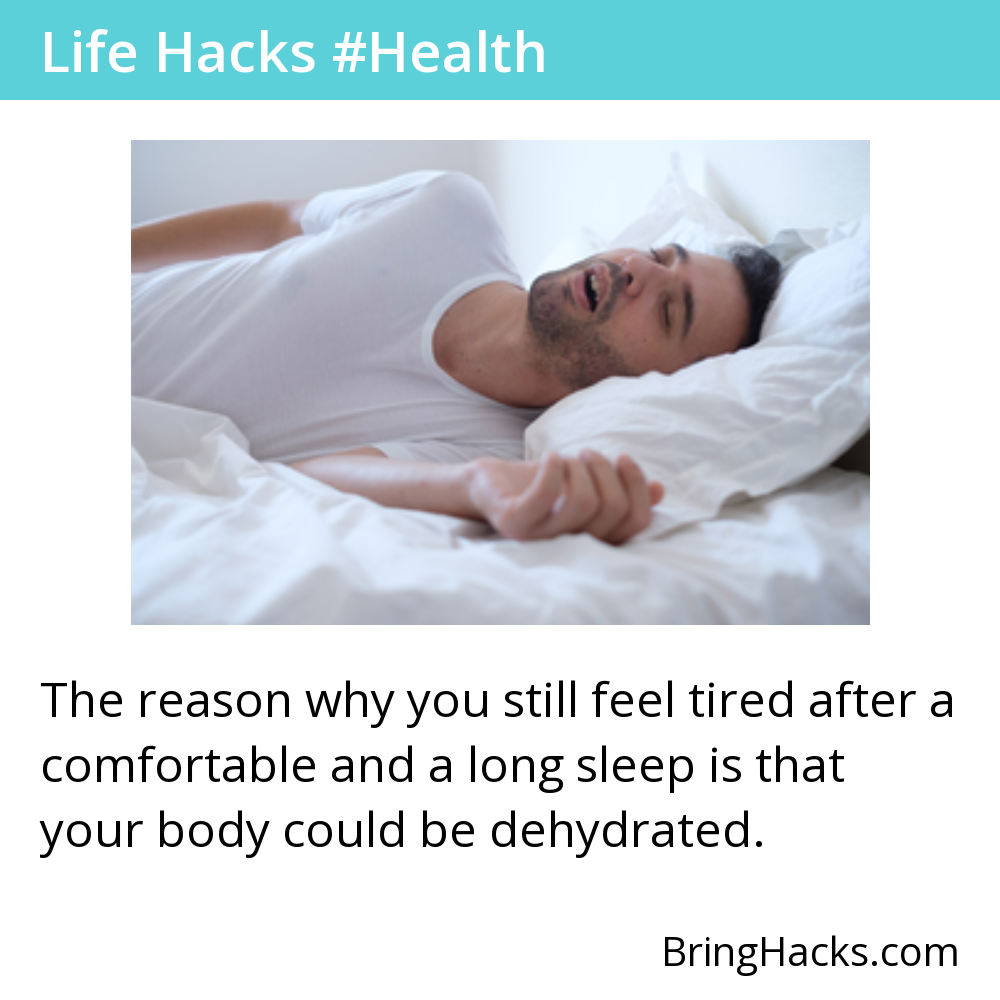 Life Hacks #Health
The reason why you still feel tired after a
comfortable and a long sleep is that
your body could be dehydrated.
BringHacks.com